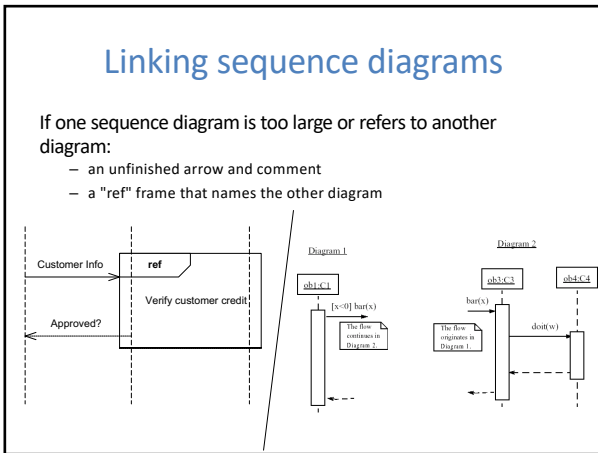 Linking sequence diagrams
If one sequence diagram is too large or refers to another
diagram:
– an unfinished arrow and comment
– a "ref" frame that names the other diagram
Customer Info
ref
Verify customer credit
Approved?
Diagram 1
ob1:C1
[x<0] bar(x)
The flow
continues in
Diagram 2.
Diagram 2
ob3:C3
ob4:C4
bar(x)
The flow
originates in
Diagram 1.
doit(w)